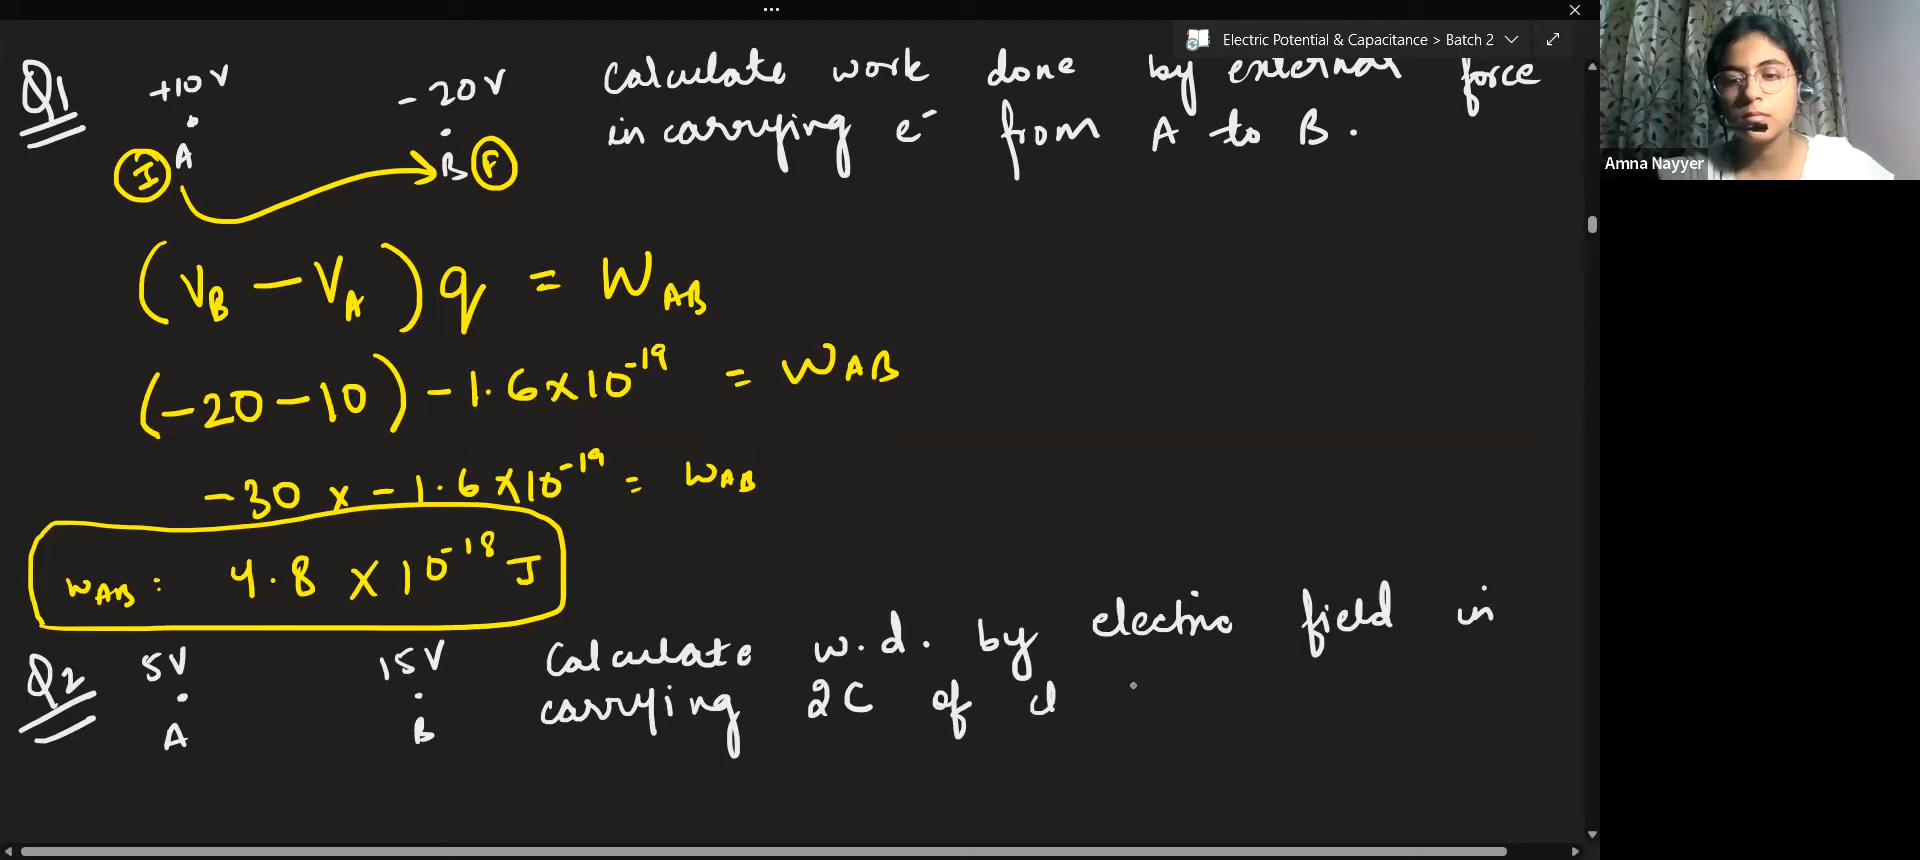 Electric Potential & Capacitance > Batch 2
Q1 +10V -20V Calculate work done by external force
A B in carrying e⁻ from A to B.
I F
(V_B - V_A) q = W_AB
(-20 - 10) -1.6 x 10⁻¹⁹ = W_AB
-30 x -1.6 x 10⁻¹⁹ = W_AB
W_AB : 4.8 x 10⁻¹⁸ J
Q2 5V 15V Calculate w.d. by electric field in
A B carrying 2C of
Amna Nayyer